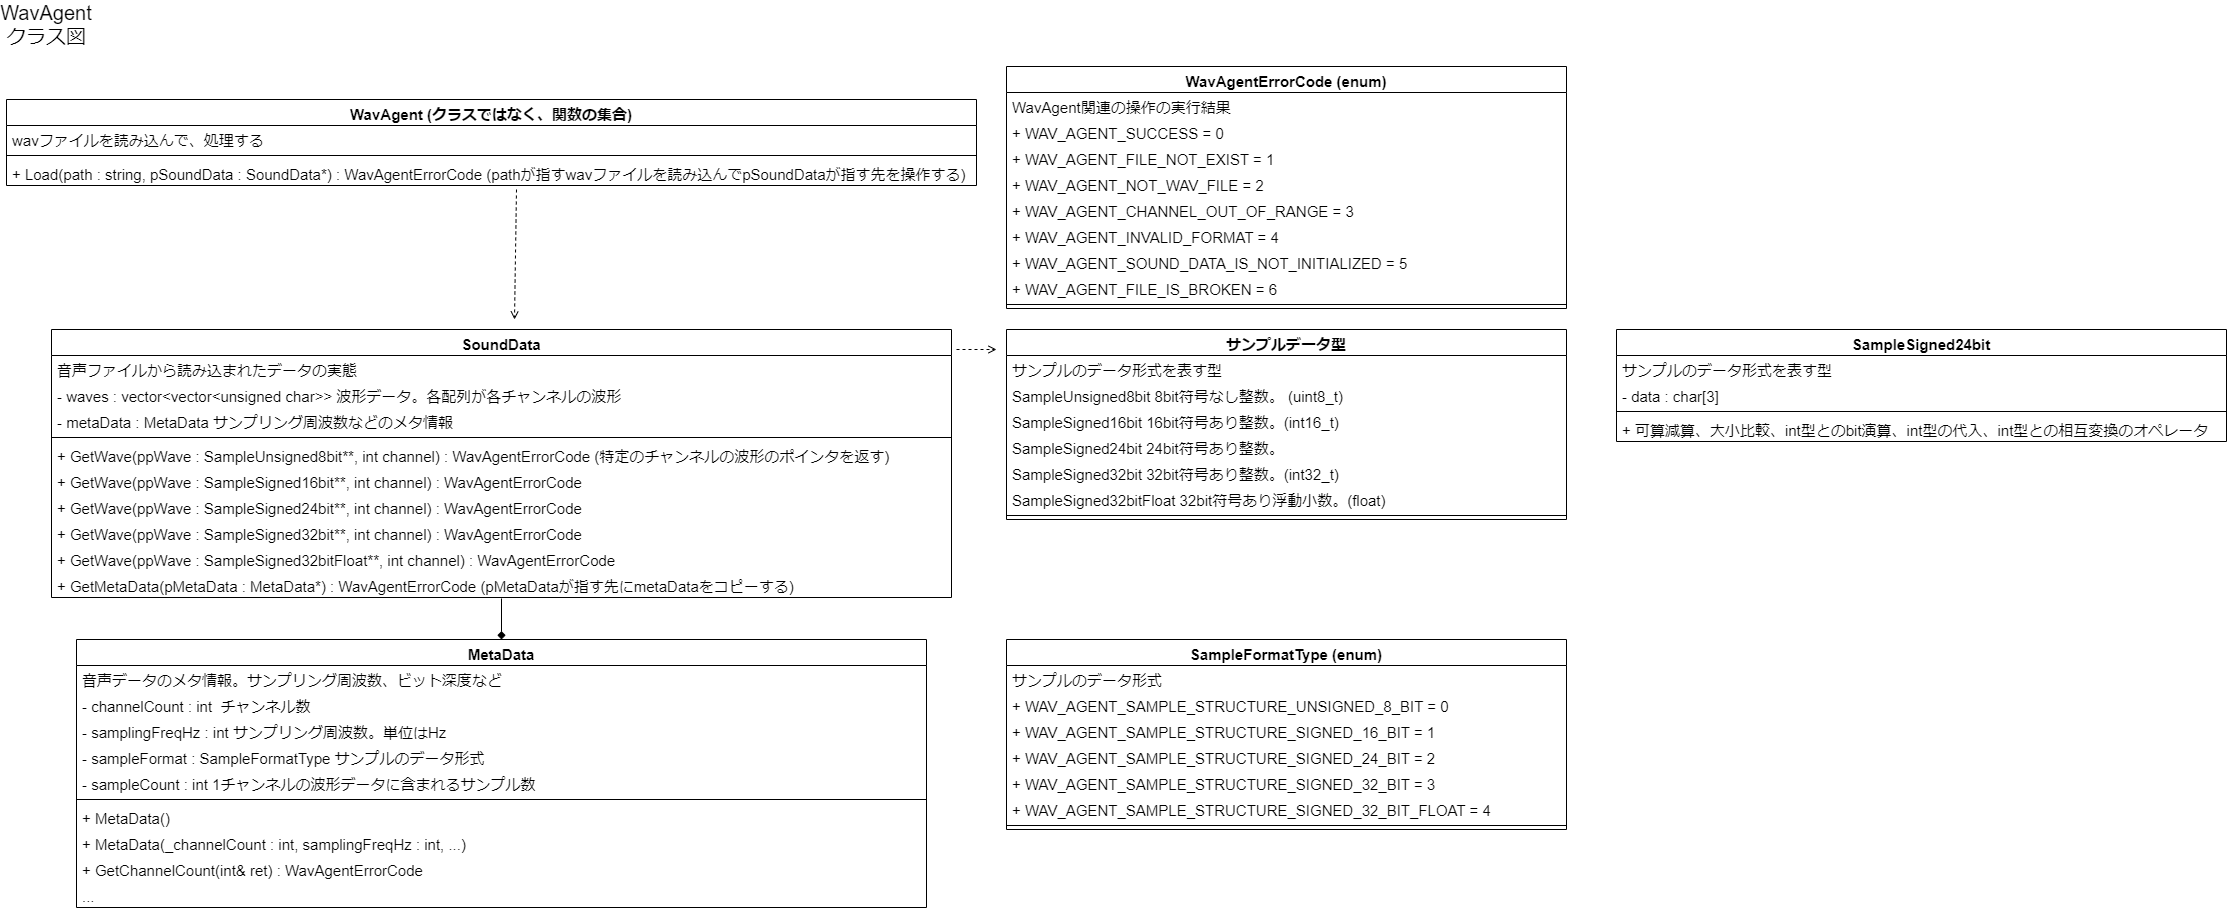 WavAgent
クラス図
WavAgent (クラスではなく、関数の集合)
wavファイルを読み込んで、処理する
+ Load(path : string, pSoundData : SoundData*) : WavAgentErrorCode (pathが指すwavファイルを読み込んでpSoundDataが指す先を操作する)
WavAgentErrorCode (enum)
WavAgent関連の操作の実行結果
+ WAV_AGENT_SUCCESS = 0
+ WAV_AGENT_FILE_NOT_EXIST = 1
+ WAV_AGENT_NOT_WAV_FILE = 2
+ WAV_AGENT_CHANNEL_OUT_OF_RANGE = 3
+ WAV_AGENT_INVALID_FORMAT = 4
+ WAV_AGENT_SOUND_DATA_IS_NOT_INITIALIZED = 5
+ WAV_AGENT_FILE_IS_BROKEN = 6
SoundData
音声ファイルから読み込まれたデータの実態
- waves : vector<vector<unsigned char>> 波形データ。各配列が各チャンネルの波形
- metaData : MetaData サンプリング周波数などのメタ情報
+ GetWave(ppWave : SampleUnsigned8bit**, int channel) : WavAgentErrorCode (特定のチャンネルの波形のポインタを返す)
+ GetWave(ppWave : SampleSigned16bit**, int channel) : WavAgentErrorCode
+ GetWave(ppWave : SampleSigned24bit**, int channel) : WavAgentErrorCode
+ GetWave(ppWave : SampleSigned32bit**, int channel) : WavAgentErrorCode
+ GetWave(ppWave : SampleSigned32bitFloat**, int channel) : WavAgentErrorCode
+ GetMetaData(pMetaData : MetaData*) : WavAgentErrorCode (pMetaDataが指す先にmetaDataをコピーする)
サンプルデータ型
サンプルのデータ形式を表す型
SampleUnsigned8bit 8bit符号なし整数。 (uint8_t)
SampleSigned16bit 16bit符号あり整数。(int16_t)
SampleSigned24bit 24bit符号あり整数。
SampleSigned32bit 32bit符号あり整数。(int32_t)
SampleSigned32bitFloat 32bit符号あり浮動小数。(float)
SampleSigned24bit
サンプルのデータ形式を表す型
- data : char[3]
+ 可算減算、大小比較、int型とのbit演算、int型の代入、int型との相互変換のオペレータ
MetaData
音声データのメタ情報。サンプリング周波数、ビット深度など
- channelCount : int  チャンネル数
- samplingFreqHz : int サンプリング周波数。単位はHz
- sampleFormat : SampleFormatType サンプルのデータ形式
- sampleCount : int 1チャンネルの波形データに含まれるサンプル数
+ MetaData()
+ MetaData(_channelCount : int, samplingFreqHz : int, ...)
+ GetChannelCount(int& ret) : WavAgentErrorCode
...
SampleFormatType (enum)
サンプルのデータ形式
+ WAV_AGENT_SAMPLE_STRUCTURE_UNSIGNED_8_BIT = 0
+ WAV_AGENT_SAMPLE_STRUCTURE_SIGNED_16_BIT = 1
+ WAV_AGENT_SAMPLE_STRUCTURE_SIGNED_24_BIT = 2
+ WAV_AGENT_SAMPLE_STRUCTURE_SIGNED_32_BIT = 3
+ WAV_AGENT_SAMPLE_STRUCTURE_SIGNED_32_BIT_FLOAT = 4